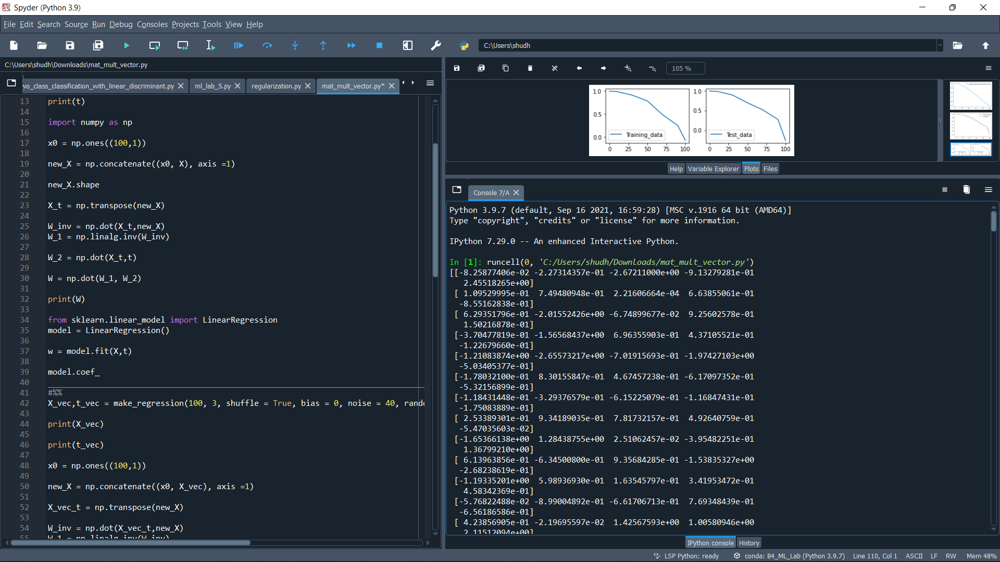 Spyder (Python 3.9)
File Edit Search Source Run Debug Consoles Projects Tools View Help
C:\Users\shudh
C:\Users\shudh\Downloads\mat_mult_vector.py
wo_class_classification_with_linear_discriminant.py ml_lab_5.py regularization.py mat_mult_vector.py*
13 print(t)
14
15 import numpy as np
16
17 x0 = np.ones((100,1))
18
19 new_X = np.concatenate((x0, X), axis =1)
20
21 new_X.shape
22
23 X_t = np.transpose(new_X)
24
25 W_inv = np.dot(X_t,new_X)
26 W_1 = np.linalg.inv(W_inv)
27
28 W_2 = np.dot(X_t,t)
29
30 W = np.dot(W_1, W_2)
31
32 print(W)
33
34 from sklearn.linear_model import LinearRegression
35 model = LinearRegression()
36
37 w = model.fit(X,t)
38
39 model.coef_
40
41 #%%
42 X_vec,t_vec = make_regression(100, 3, shuffle = True, bias = 0, noise = 40, rand
43
44 print(X_vec)
45
46 print(t_vec)
47
48 x0 = np.ones((100,1))
49
50 new_X = np.concatenate((x0, X_vec), axis =1)
51
52 X_vec_t = np.transpose(new_X)
53
54 W_inv = np.dot(X_vec_t,new_X)
55 W_1 = np.linalg.inv(W_inv)
105 %
1.0 1.0
0.5 0.5
0.0 0.0
Training_data Test_data
0 25 50 75 100 0 25 50 75 100
Help Variable Explorer Plots Files
Console 7/A
Python 3.9.7 (default, Sep 16 2021, 16:59:28) [MSC v.1916 64 bit (AMD64)]
Type "copyright", "credits" or "license" for more information.
IPython 7.29.0 -- An enhanced Interactive Python.
In [1]: runcell(0, 'C:/Users/shudh/Downloads/mat_mult_vector.py')
[[-8.25877406e-02 -2.27314357e-01 -2.67211000e+00 -9.13279281e-01
2.45518265e+00]
[ 1.09529995e-01 7.49480948e-01 2.21606664e-04 6.63855061e-01
-8.55162838e-01]
[ 6.29351796e-01 -2.01552426e+00 -6.74899677e-02 9.25602578e-01
1.50216878e-01]
[-3.70477819e-01 -1.56568437e+00 6.96355903e-01 4.37105521e-01
-1.22679660e-01]
[-1.21083874e+00 -2.65573217e+00 -7.01915693e-01 -1.97427103e+00
-5.03405377e-01]
[-1.78032100e-01 8.30155847e-01 4.67457238e-01 -6.17097352e-01
-5.32156899e-01]
[-1.18431448e-01 -3.29376579e-01 -6.15225079e-01 -1.16847431e-01
-1.75083889e-01]
[ 2.53389301e-01 9.34189035e-01 7.81732157e-01 4.92640759e-01
-5.47035603e-02]
[-1.65366138e+00 1.28438755e+00 2.51062457e-02 -3.95482251e-01
1.36799210e+00]
[ 6.13963856e-01 -6.34500800e-01 9.35684285e-01 -1.53835327e+00
-2.68238619e-01]
[-1.19335201e+00 5.98936930e-01 1.63545797e-01 3.41953472e-01
4.58342369e-01]
[-5.76822488e-02 -8.99004892e-01 -6.61706713e-01 7.69348439e-01
-6.56186586e-01]
[ 4.23856905e-01 -2.19695597e-02 1.42567593e+00 1.00580946e+00
2.11512094e+00]
IPython console History
LSP Python: ready conda: B4_ML_Lab (Python 3.9.7) Line 110, Col 1 ASCII LF RW Mem 48%